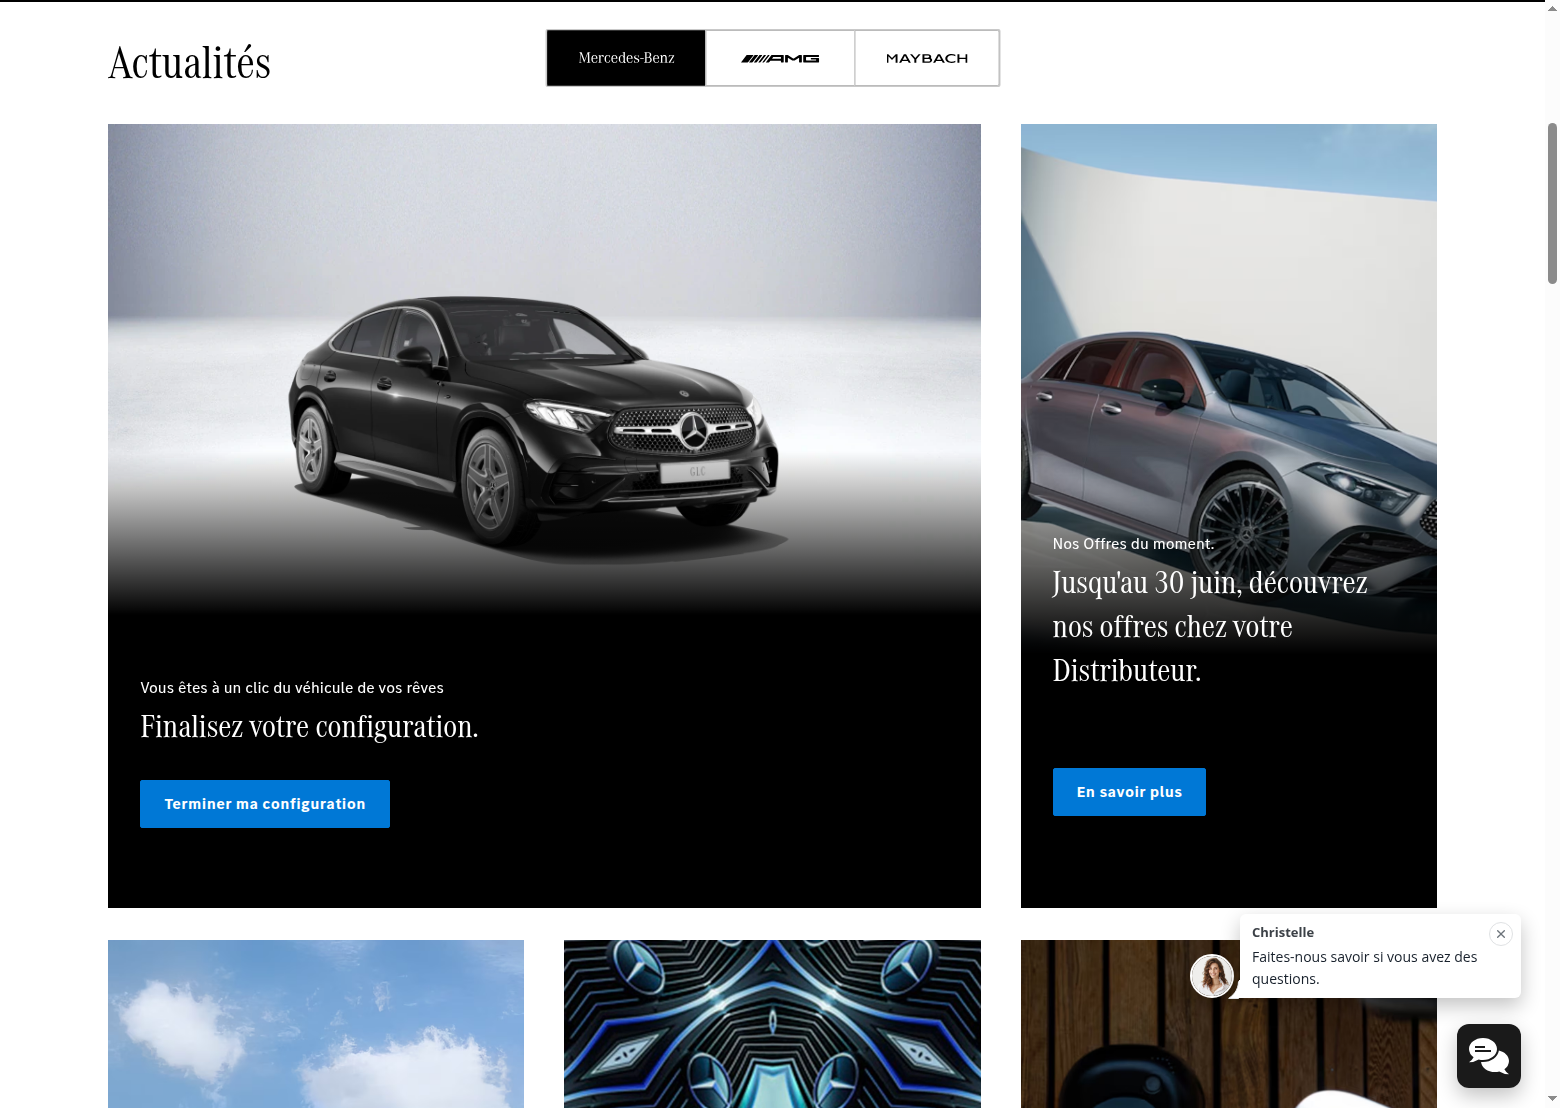 Actualités
Mercedes-Benz
AMG
MAYBACH
GLC
Vous êtes à un clic du véhicule de vos rêves
Finalisez votre configuration.
Terminer ma configuration
Nos Offres du moment.
Jusqu'au 30 juin, découvrez
nos offres chez votre
Distributeur.
En savoir plus
Christelle
Faites-nous savoir si vous avez des
questions.